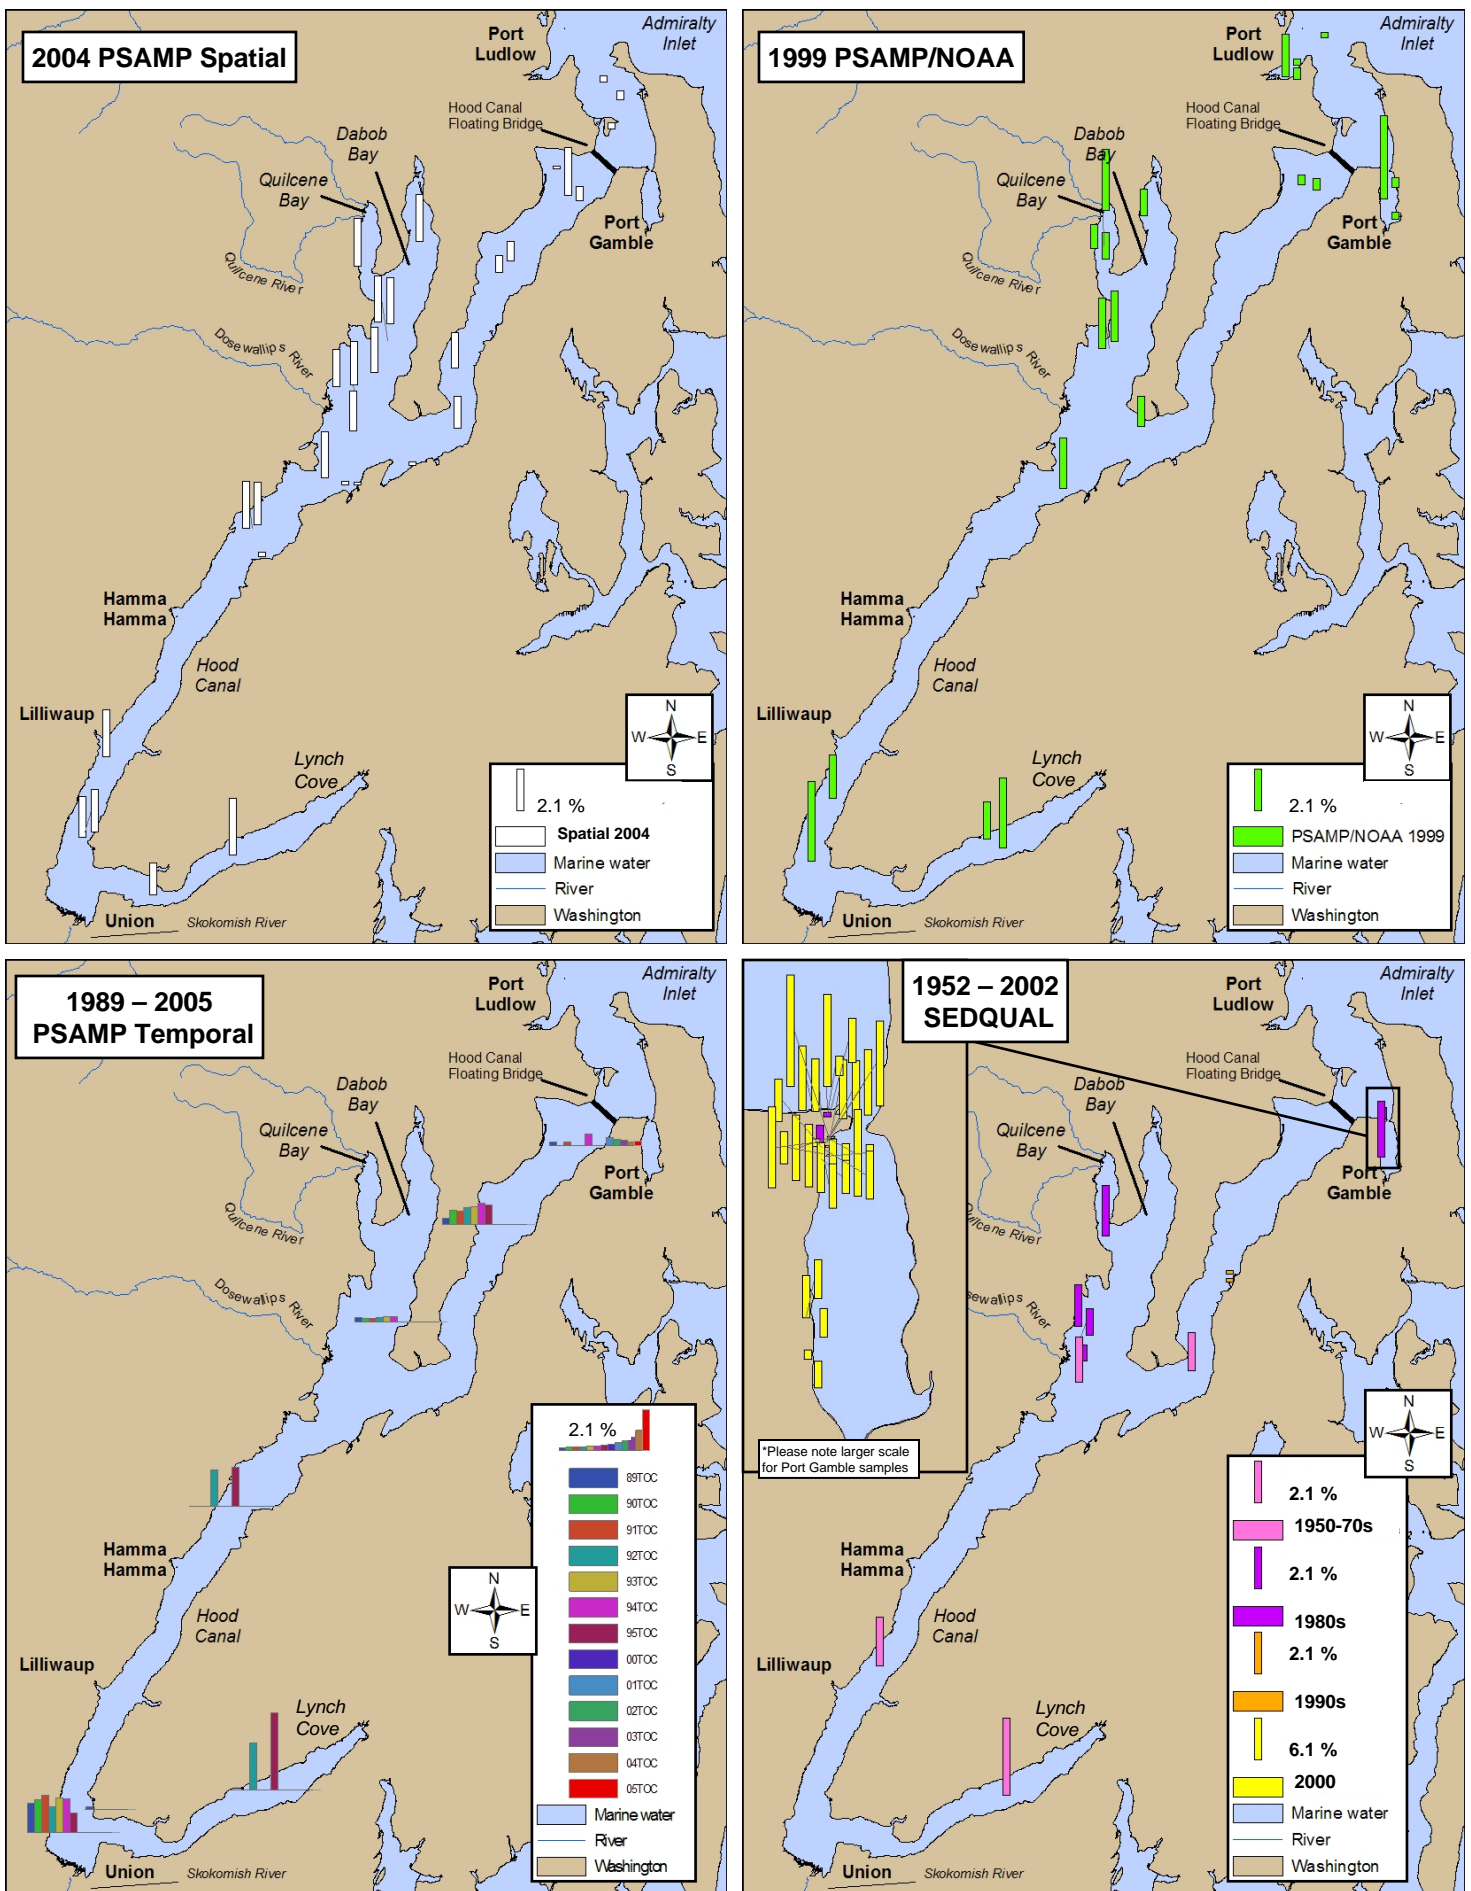 2004 PSAMP Spatial
Port
Ludlow
Admiralty
Inlet
Hood Canal
Floating Bridge
Dabob
Bay
Quilcene
Bay
Port
Gamble
Quilcene River
Dosewallips River
Hamma
Hamma
Hood
Canal
Lilliwaup
Lynch
Cove
N
W E
S
2.1 %
Spatial 2004
Marine water
River
Washington
Union
Skokomish River
1999 PSAMP/NOAA
Port
Ludlow
Admiralty
Inlet
Hood Canal
Floating Bridge
Dabob
Bay
Quilcene
Bay
Port
Gamble
Quilcene River
Dosewallips River
Hamma
Hamma
Hood
Canal
Lilliwaup
Lynch
Cove
N
W E
S
2.1 %
PSAMP/NOAA 1999
Marine water
River
Washington
Union
Skokomish River
1989 – 2005
PSAMP Temporal
Port
Ludlow
Admiralty
Inlet
Hood Canal
Floating Bridge
Dabob
Bay
Quilcene
Bay
Port
Gamble
Quilcene River
Dosewallips River
Hamma
Hamma
Hood
Canal
Lilliwaup
Lynch
Cove
N
W E
S
2.1 %
89TOC
90TOC
91TOC
92TOC
93TOC
94TOC
95TOC
00TOC
01TOC
02TOC
03TOC
04TOC
05TOC
Marine water
River
Washington
Union
Skokomish River
1952 – 2002
SEDQUAL
Port
Ludlow
Admiralty
Inlet
Hood Canal
Floating Bridge
Dabob
Bay
Quilcene
Bay
Port
Gamble
Quilcene River
sewallips River
*Please note larger scale
for Port Gamble samples
Hamma
Hamma
Hood
Canal
Lilliwaup
Lynch
Cove
N
W E
S
2.1 %
1950-70s
2.1 %
1980s
2.1 %
1990s
6.1 %
2000
Marine water
River
Washington
Union
Skokomish River